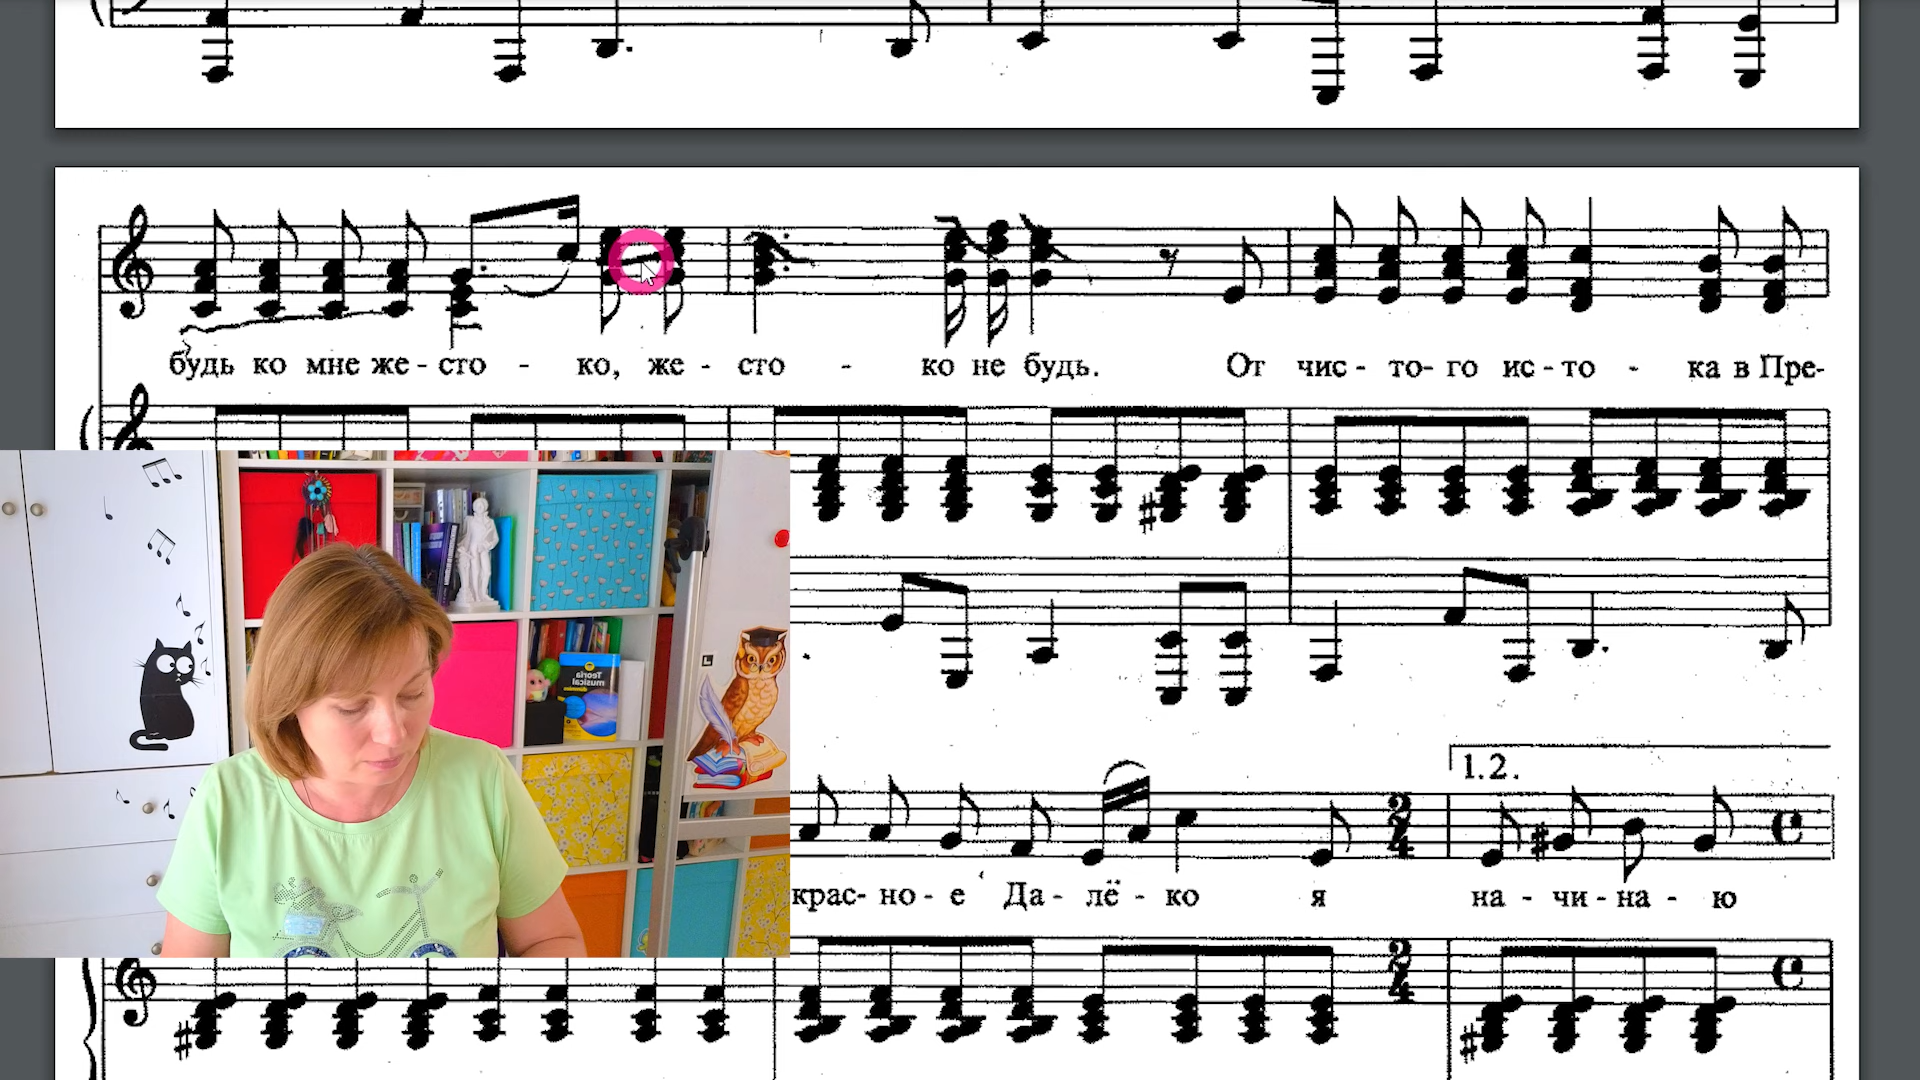 будь ко мне же - сто - ко, же - сто - ко не будь. От чис - то- го ис - то - ка в Пре-
1.2.
крас- но - е Да - лё - ко я на - чи - на - ю
Teoría
musical